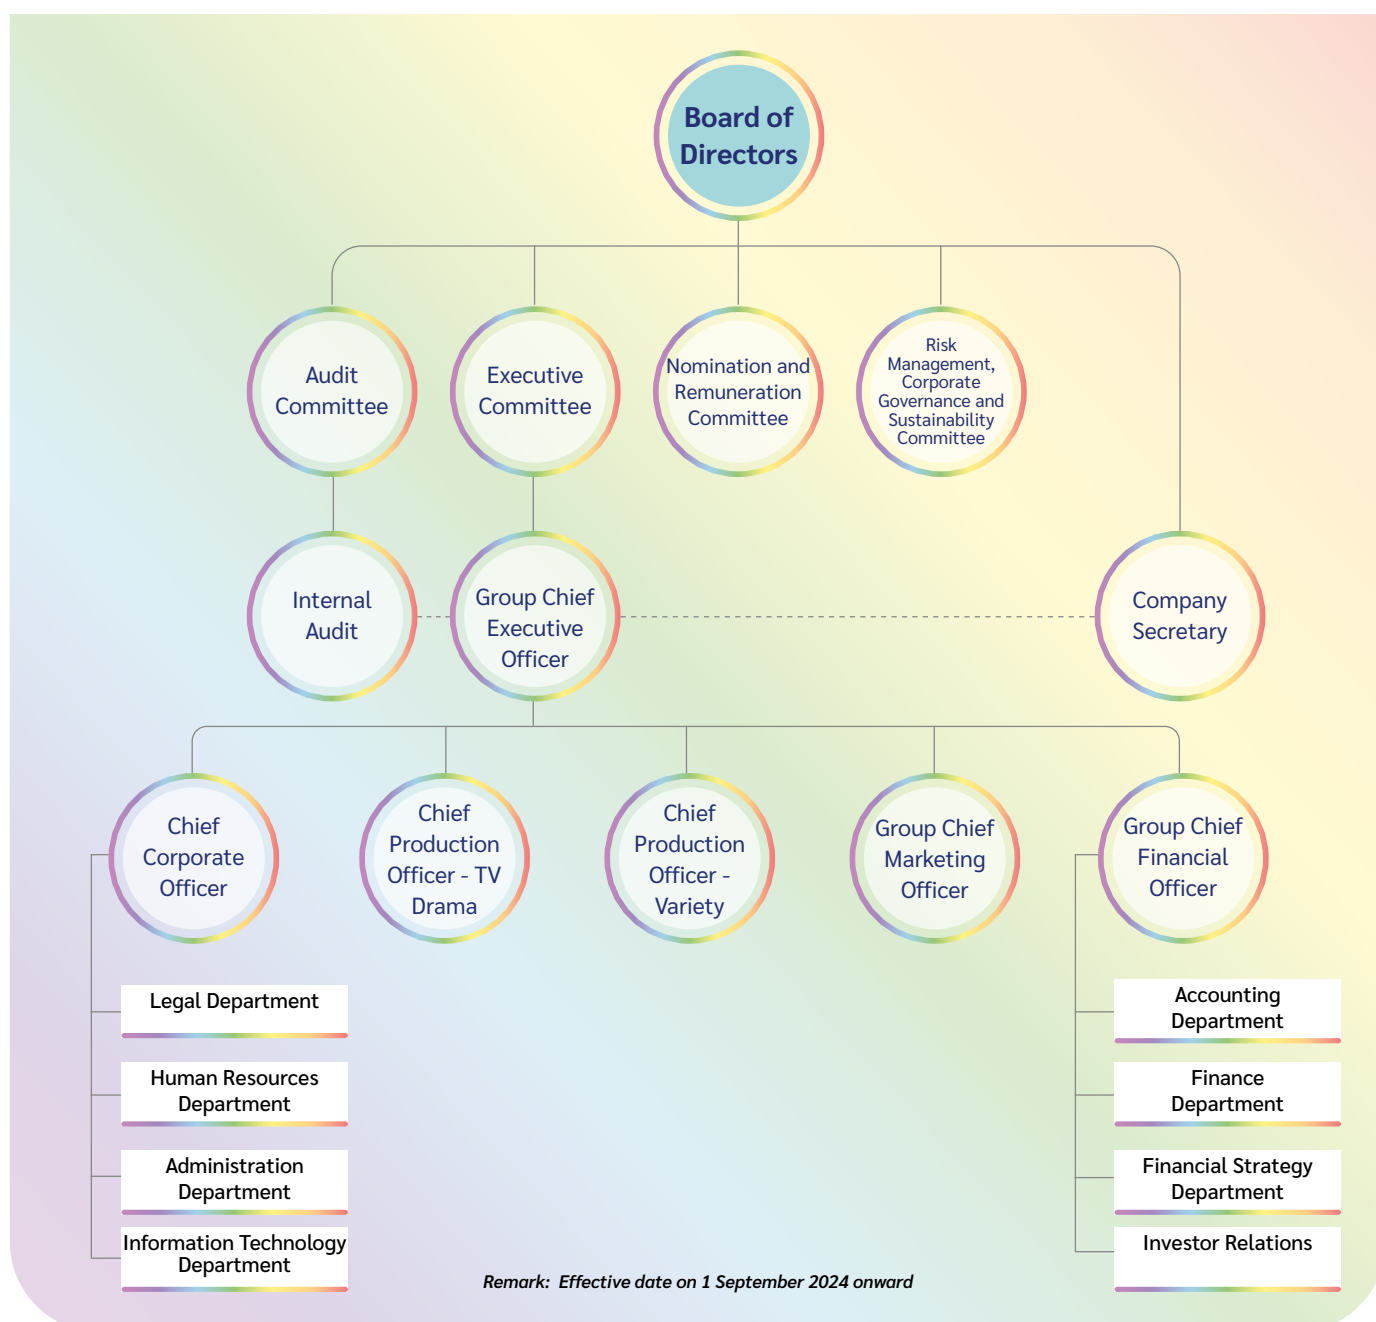 Board of
Directors
Audit
Committee
Executive
Committee
Nomination and
Remuneration
Committee
Risk
Management,
Corporate
Governance and
Sustainability
Committee
Internal
Audit
Group Chief
Executive
Officer
Company
Secretary
Chief
Corporate
Officer
Chief
Production
Officer - TV
Drama
Chief
Production
Officer -
Variety
Group Chief
Marketing
Officer
Group Chief
Financial
Officer
Legal Department
Human Resources
Department
Administration
Department
Information Technology
Department
Accounting
Department
Finance
Department
Financial Strategy
Department
Investor Relations
Remark: Effective date on 1 September 2024 onward